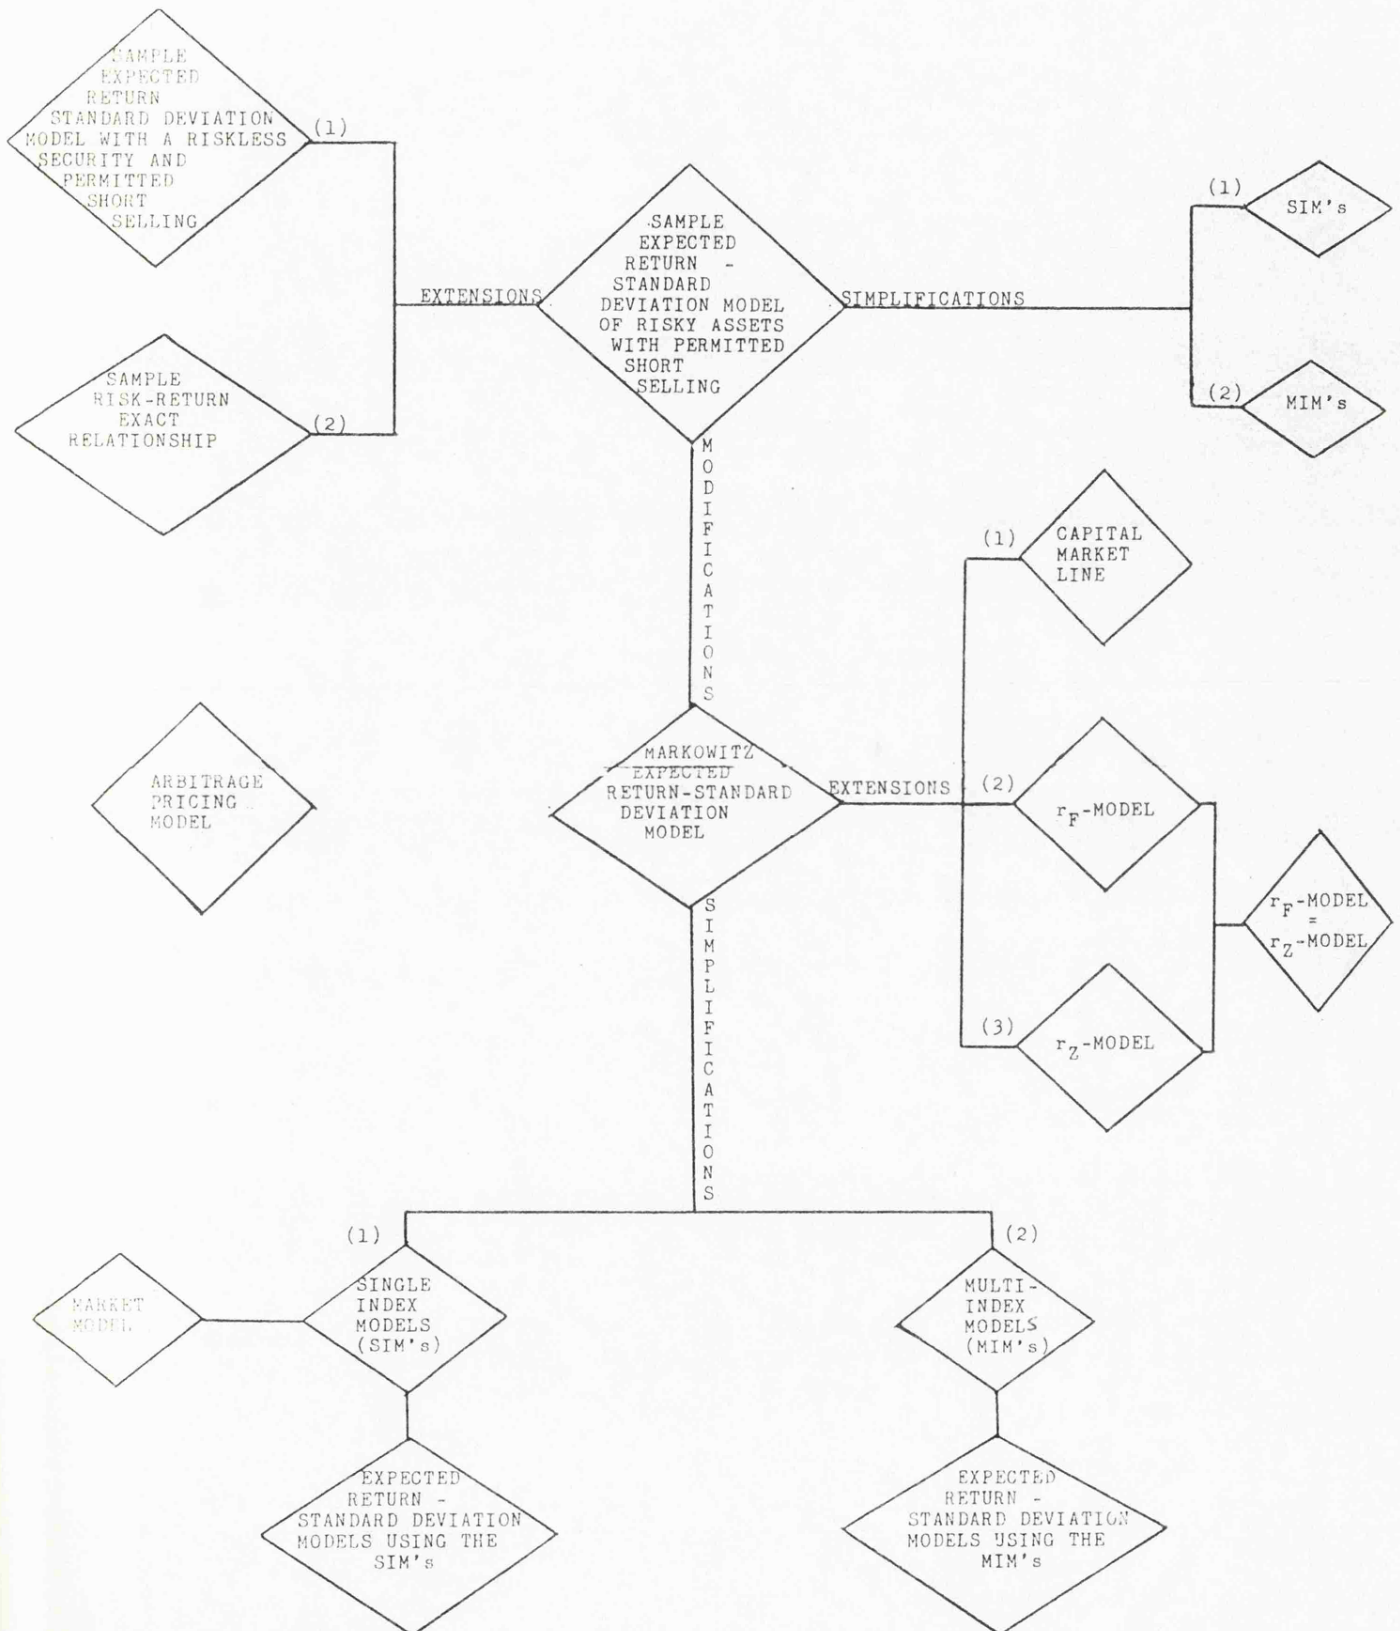 SAMPLE
EXPECTED
RETURN
STANDARD DEVIATION
MODEL WITH A RISKLESS
SECURITY AND
PERMITTED
SHORT
SELLING
(1)
EXTENSIONS
SAMPLE
RISK-RETURN
EXACT
RELATIONSHIP
(2)
SAMPLE
EXPECTED
RETURN -
STANDARD
DEVIATION MODEL
OF RISKY ASSETS
WITH PERMITTED
SHORT
SELLING
SIMPLIFICATIONS
(1)
SIM's
(2)
MIM's
MODIFICATIONS
(1)
CAPITAL
MARKET
LINE
ARBITRAGE
PRICING
MODEL
MARKOWITZ
EXPECTED
RETURN-STANDARD
DEVIATION
MODEL
EXTENSIONS
(2)
r_F-MODEL
r_F-MODEL
=
r_Z-MODEL
(3)
r_Z-MODEL
SIMPLIFICATIONS
(1)
(2)
MARKET
MODEL
SINGLE
INDEX
MODELS
(SIM's)
MULTI-
INDEX
MODELS
(MIM's)
EXPECTED
RETURN -
STANDARD DEVIATION
MODELS USING THE
SIM's
EXPECTED
RETURN -
STANDARD DEVIATION
MODELS USING THE
MIM's